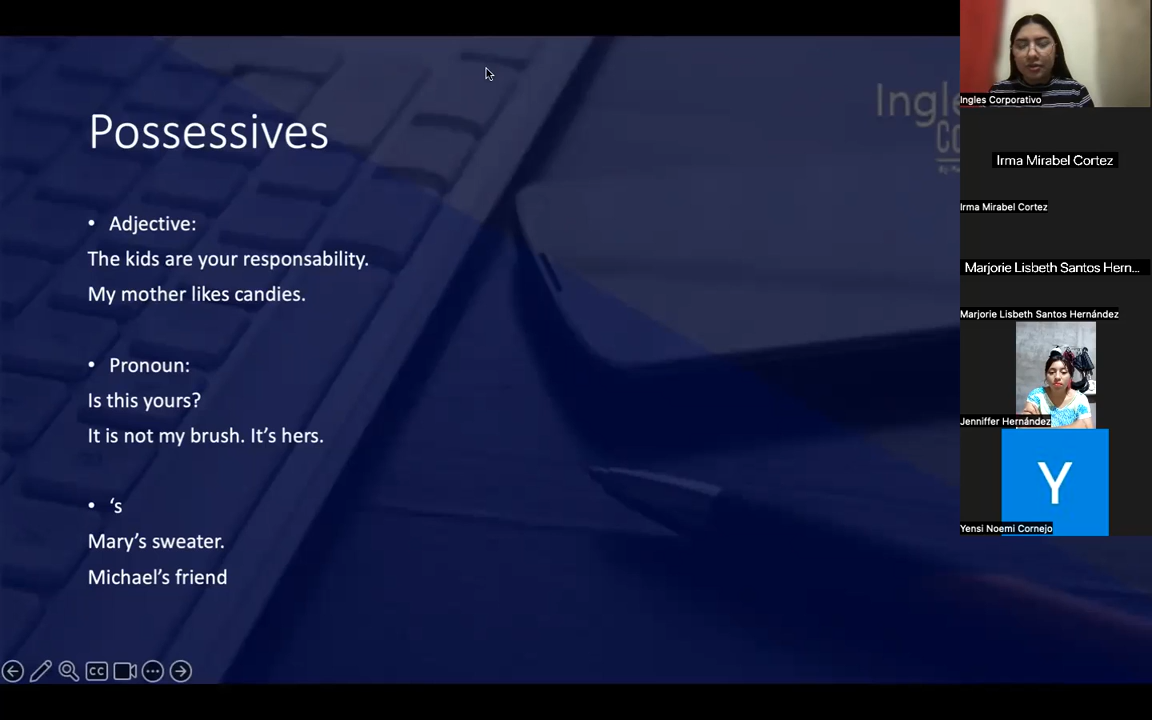 Possessives
• Adjective:
The kids are your responsability.
My mother likes candies.
• Pronoun:
Is this yours?
It is not my brush. It’s hers.
• ‘s
Mary’s sweater.
Michael’s friend
CC
Ingles Corporativo
Irma Mirabel Cortez
Irma Mirabel Cortez
Marjorie Lisbeth Santos Hern...
Marjorie Lisbeth Santos Hernández
Jenniffer Hernández
Y
Yensi Noemi Cornejo